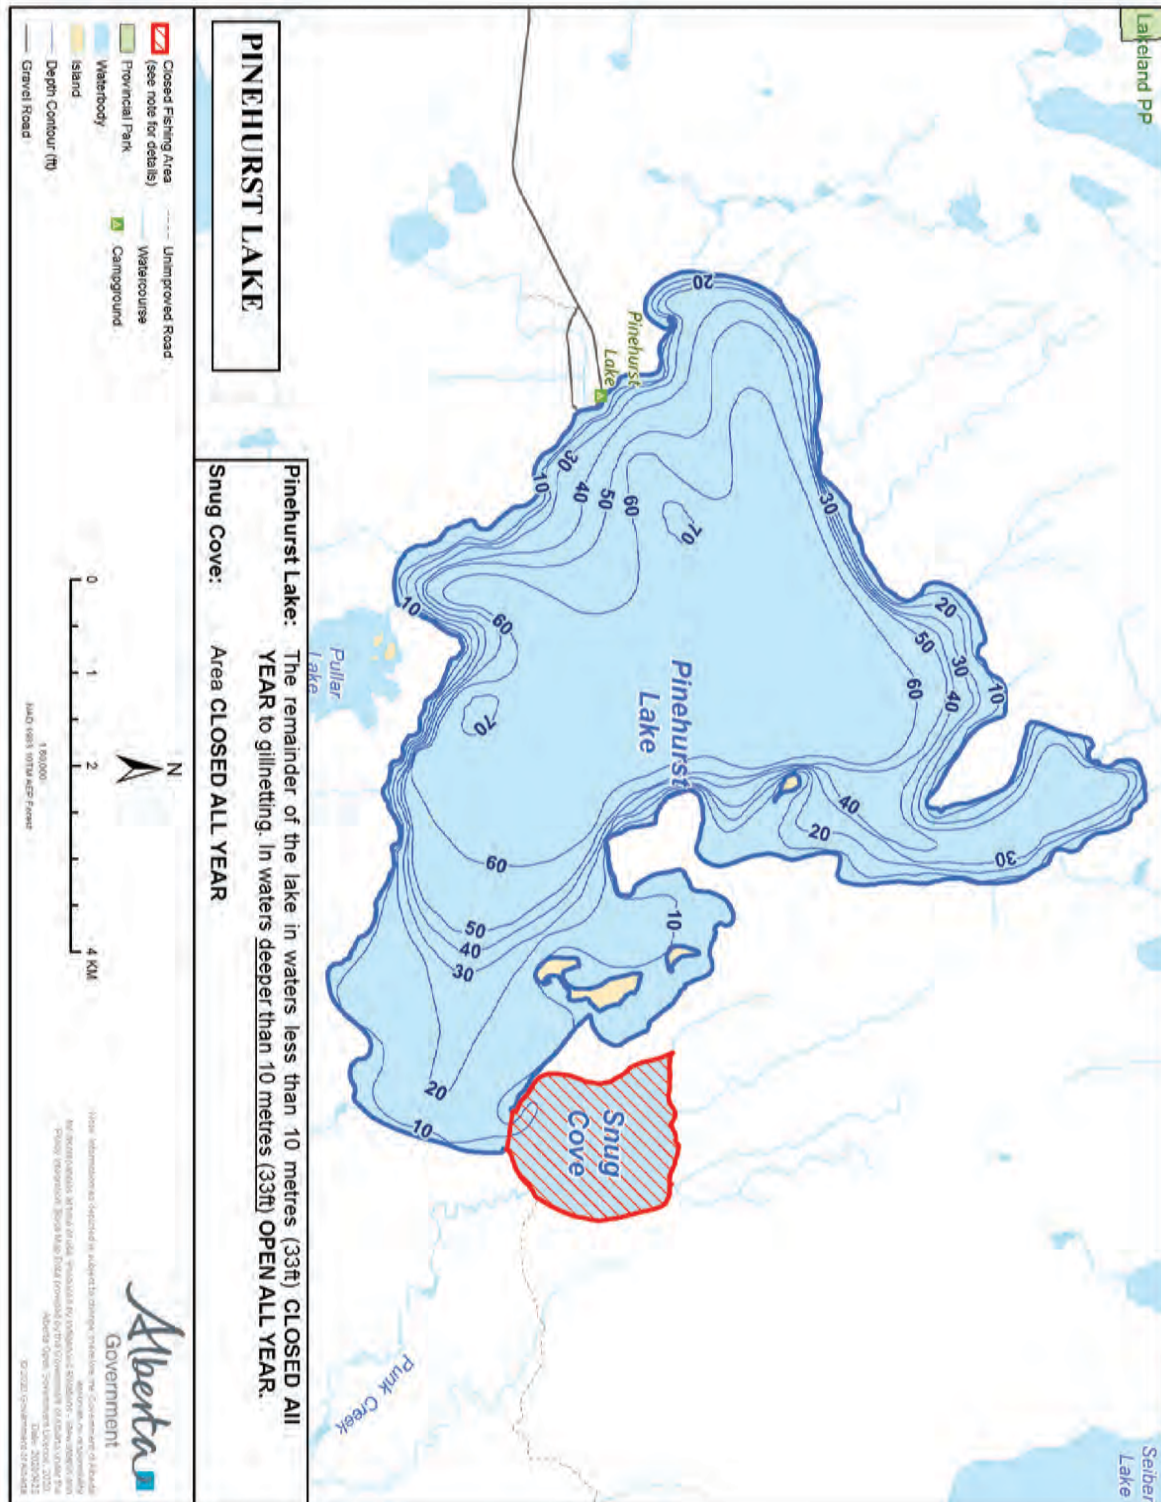 Lakeland PP
Seibert
Lake
Pinehurst
Lake
Pinehurst
Lake
Snug
Cove
Pullar
Lake
Punk Creek
20
30
20
50
30
10
40
60
70
30
10
40
50
60
10
60
70
60
50
40
30
20
10
10
40
20
30
PINEHURST LAKE
Pinehurst Lake: The remainder of the lake in waters less than 10 metres (33ft) CLOSED All
YEAR to gillnetting. In waters deeper than 10 metres (33ft) OPEN ALL YEAR.
Snug Cove: Area CLOSED ALL YEAR
Closed Fishing Area
(see note for details)
Provincial Park
Waterbody
Island
Depth Contour (ft)
Gravel Road
Unimproved Road
Watercourse
Campground
N
0 1 2 4 KM
1:60,000
Alberta
Government